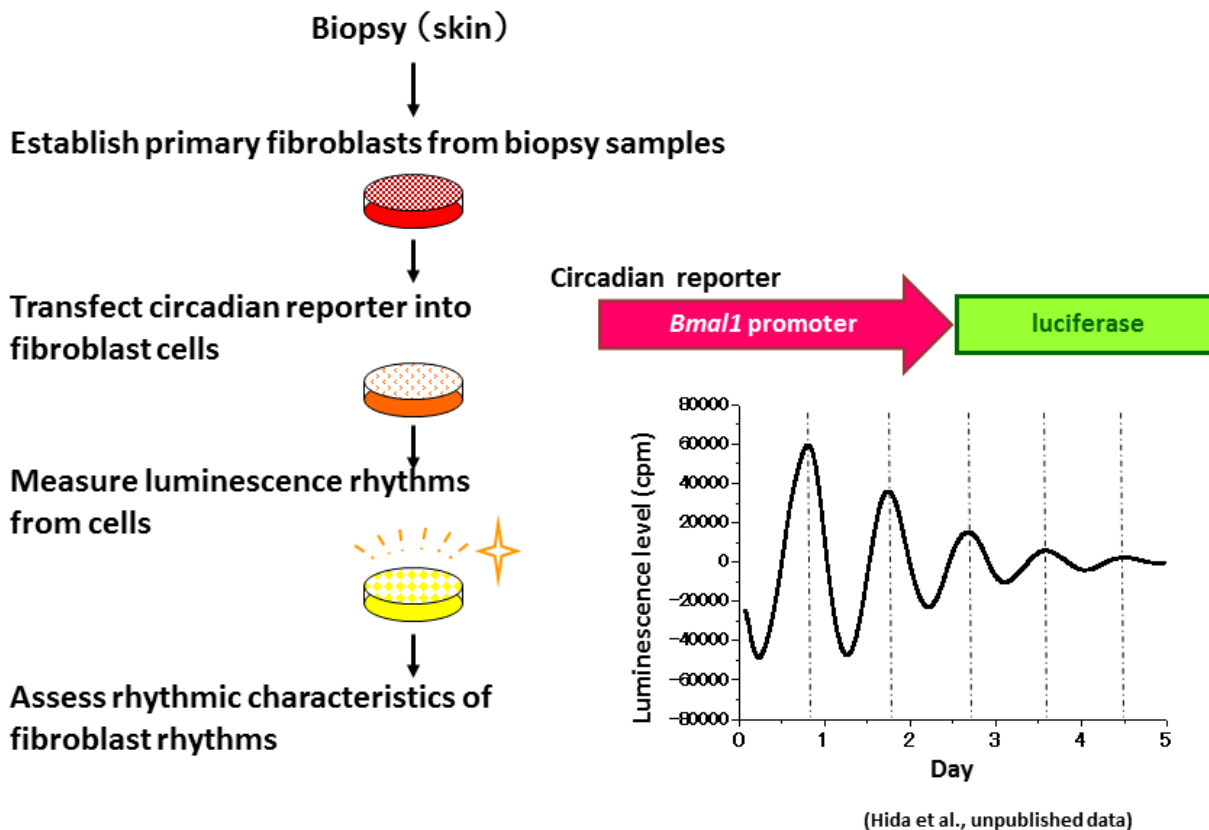 Biopsy（skin）
Establish primary fibroblasts from biopsy samples
Transfect circadian reporter into
fibroblast cells
Measure luminescence rhythms
from cells
Assess rhythmic characteristics of
fibroblast rhythms
Circadian reporter
Bmal1 promoter
luciferase
Luminescence level (cpm)
80000
60000
40000
20000
0
−20000
−40000
−60000
−80000
0 1 2 3 4 5
Day
(Hida et al., unpublished data)